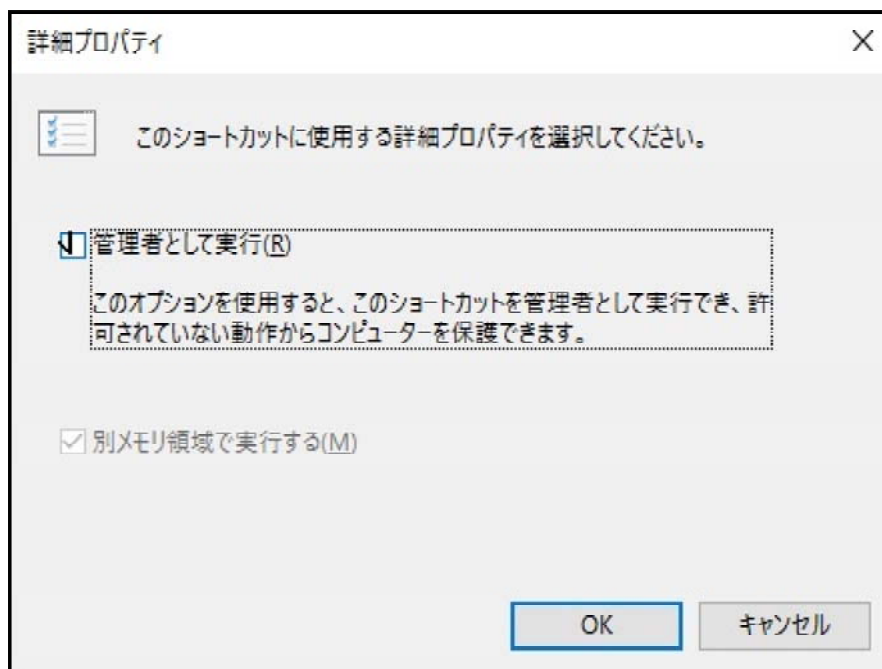 詳細プロパティ
このショートカットに使用する詳細プロパティを選択してください。
管理者として実行(R)
このオプションを使用すると、このショートカットを管理者として実行でき、許
可されていない動作からコンピューターを保護できます。
別メモリ領域で実行する(M)
OK キャンセル